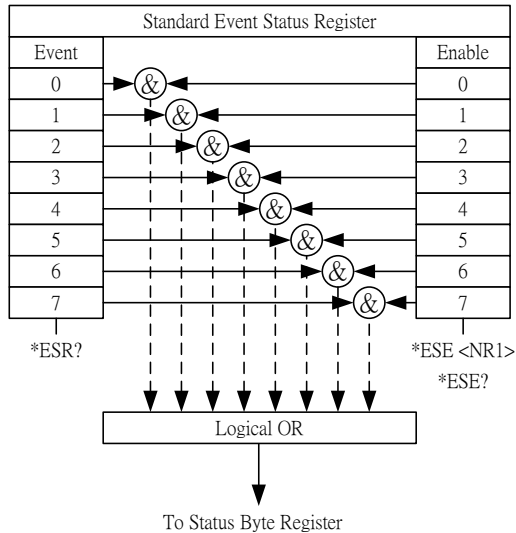 Standard Event Status Register
Event Enable
0 & 0
1 & 1
2 & 2
3 & 3
4 & 4
5 & 5
6 & 6
7 & 7
*ESR? *ESE <NR1>
*ESE?
Logical OR
To Status Byte Register